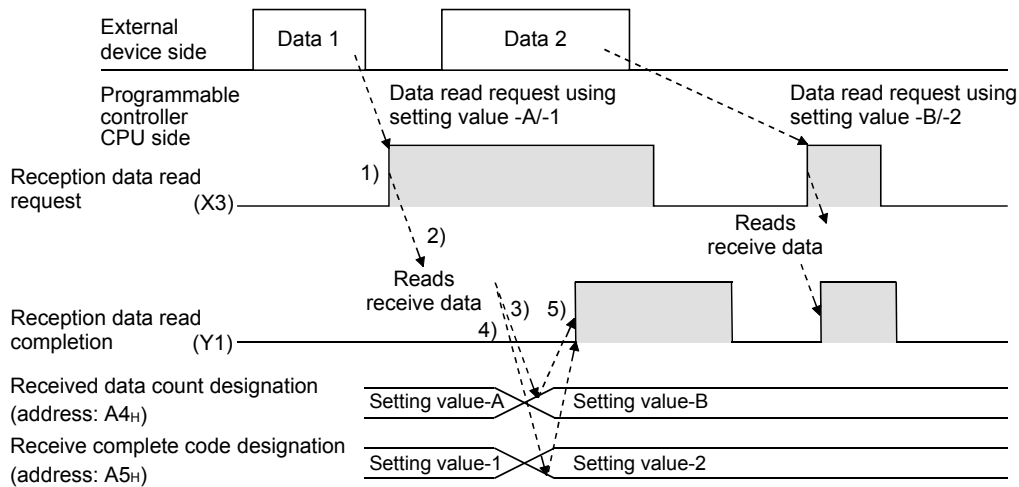 External
device side
Data 1
Data 2
Programmable
controller
CPU side
Data read request using
setting value -A/-1
Data read request using
setting value -B/-2
Reception data read
request
(X3)
1)
2)
Reads
receive data
Reads
receive data
3)
4)
5)
Reception data read
completion
(Y1)
Received data count designation
(address: A4H)
Setting value-A
Setting value-B
Receive complete code designation
(address: A5H)
Setting value-1
Setting value-2